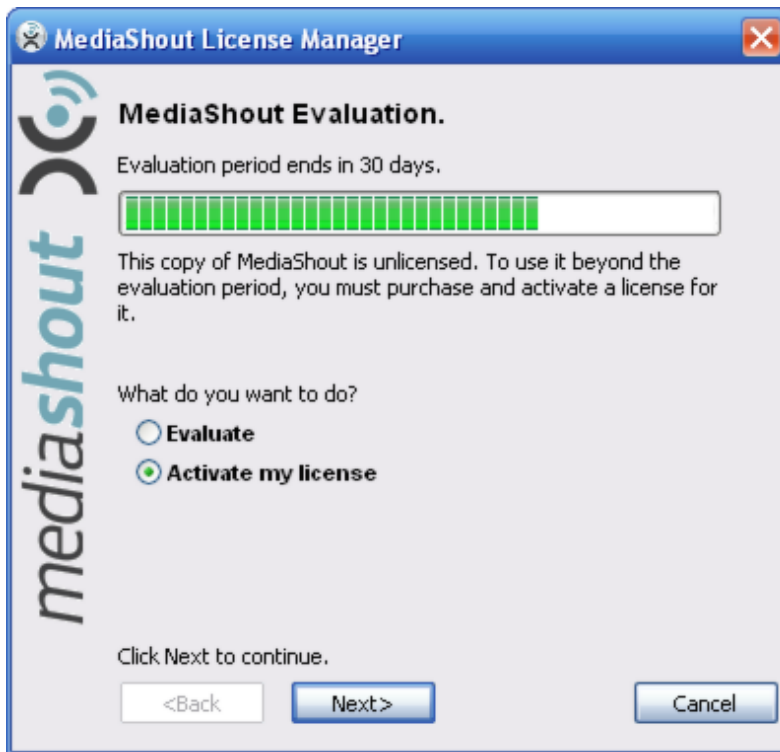 MediaShout License Manager
mediashout
MediaShout Evaluation.
Evaluation period ends in 30 days.
This copy of MediaShout is unlicensed. To use it beyond the
evaluation period, you must purchase and activate a license for
it.
What do you want to do?
Evaluate
Activate my license
Click Next to continue.
<Back
Next>
Cancel